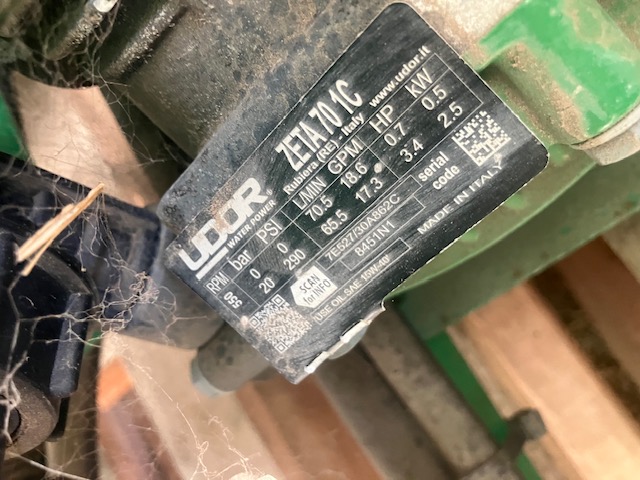 UDOR
WATER POWER
ZETA 70 1C
Rubiera (RE) - Italy www.udor.it
RPM bar PSI L/MIN GPM HP KW
0 0 70.5 18.6 0.7 0.5
550 20 290 65.5 17.3 3.4 2.5
SCAN
for INFO
7E527/30A862C
8451N1
serial
code
USE OIL SAE 15W-40
MADE IN ITALY